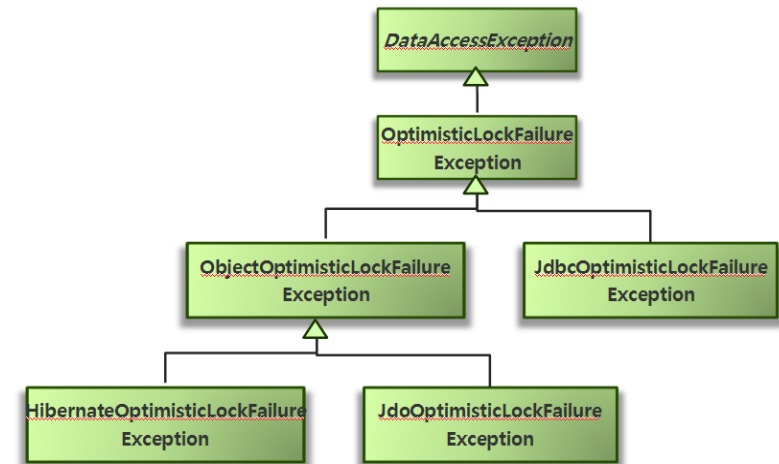 DataAccessException
OptimisticLockFailure
Exception
ObjectOptimisticLockFailure
Exception
JdbcOptimisticLockFailure
Exception
HibernateOptimisticLockFailure
Exception
JdoOptimisticLockFailure
Exception